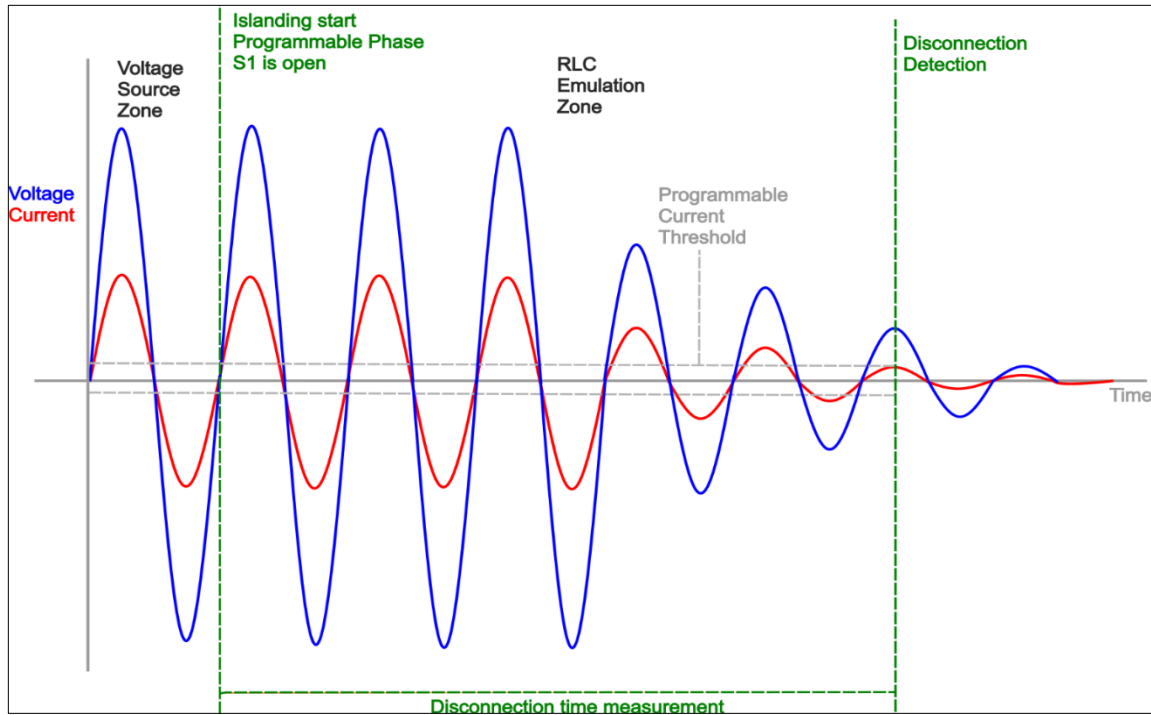 Islanding start
Programmable Phase
S1 is open
Voltage
Source
Zone
RLC
Emulation
Zone
Disconnection
Detection
Voltage
Current
Programmable
Current
Threshold
Time
Disconnection time measurement